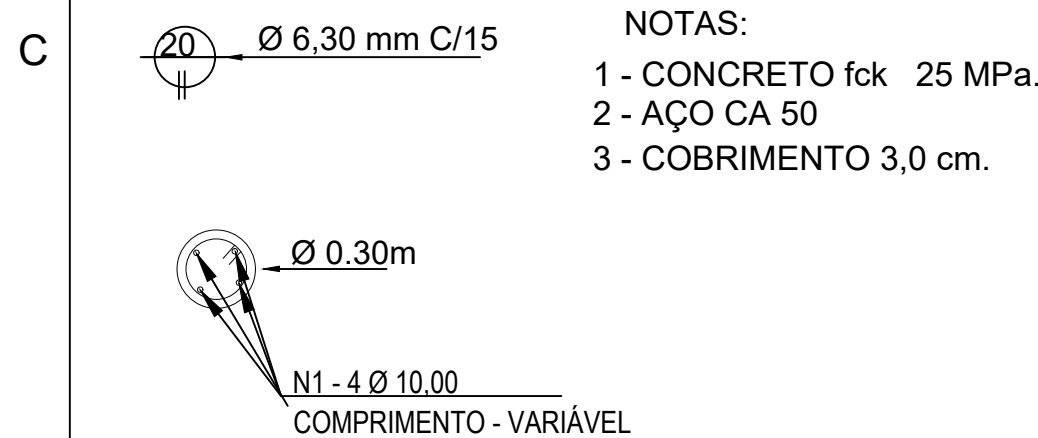 C
20
Ø 6,30 mm C/15
NOTAS:
1 - CONCRETO fck 25 MPa.
2 - AÇO CA 50
3 - COBRIMENTO 3,0 cm.
Ø 0.30m
N1 - 4 Ø 10,00
COMPRIMENTO - VARIÁVEL